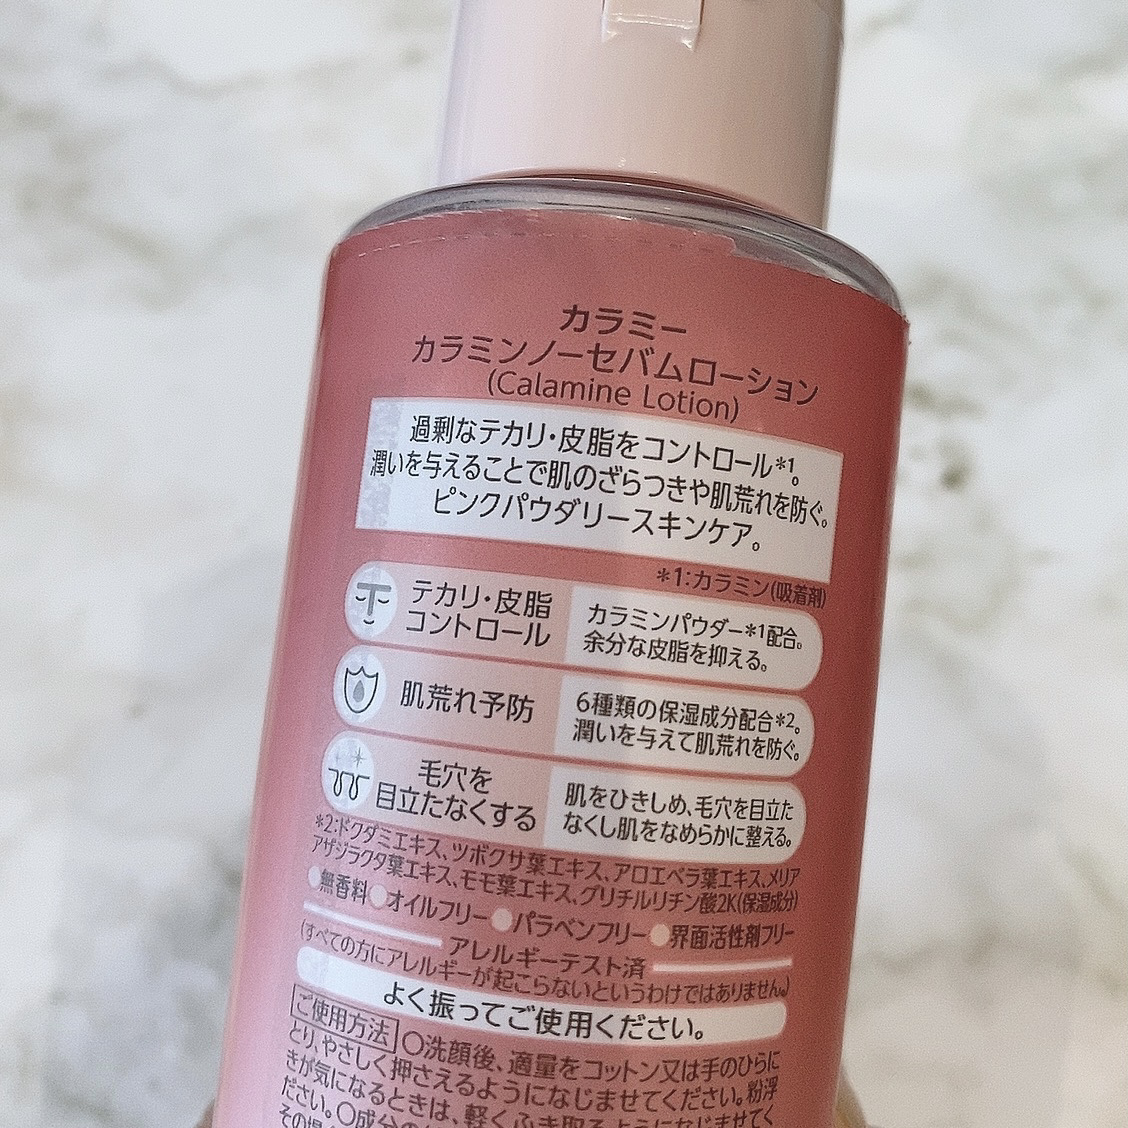 カラミー
カラミンノーセバムローション
(Calamine Lotion)
過剰なテカリ・皮脂をコントロール*1。
潤いを与えることで肌のざらつきや肌荒れを防ぐ。
ピンクパウダリースキンケア。
*1:カラミン(吸着剤)
テカリ・皮脂
コントロール
カラミンパウダー*1配合。
余分な皮脂を抑える。
肌荒れ予防
6種類の保湿成分配合*2。
潤いを与えて肌荒れを防ぐ。
毛穴を
目立たなくする
肌をひきしめ、毛穴を目立た
なくし肌をなめらかに整える。
*2:ドクダミエキス、ツボクサ葉エキス、アロエベラ葉エキス、メリア
アザジラクタ葉エキス、モモ葉エキス、グリチルリチン酸2K(保湿成分)
●無香料●オイルフリー●パラベンフリー●界面活性剤フリー
アレルギーテスト済
(すべての方にアレルギーが起こらないというわけではありません。)
よく振ってご使用ください。
ご使用方法 〇洗顔後、適量をコットン又は手のひらに
とり、やさしく押さえるようになじませてください。粉浮
きが気になるときは、軽くふき取るようになじませてく
ださい。〇成分の